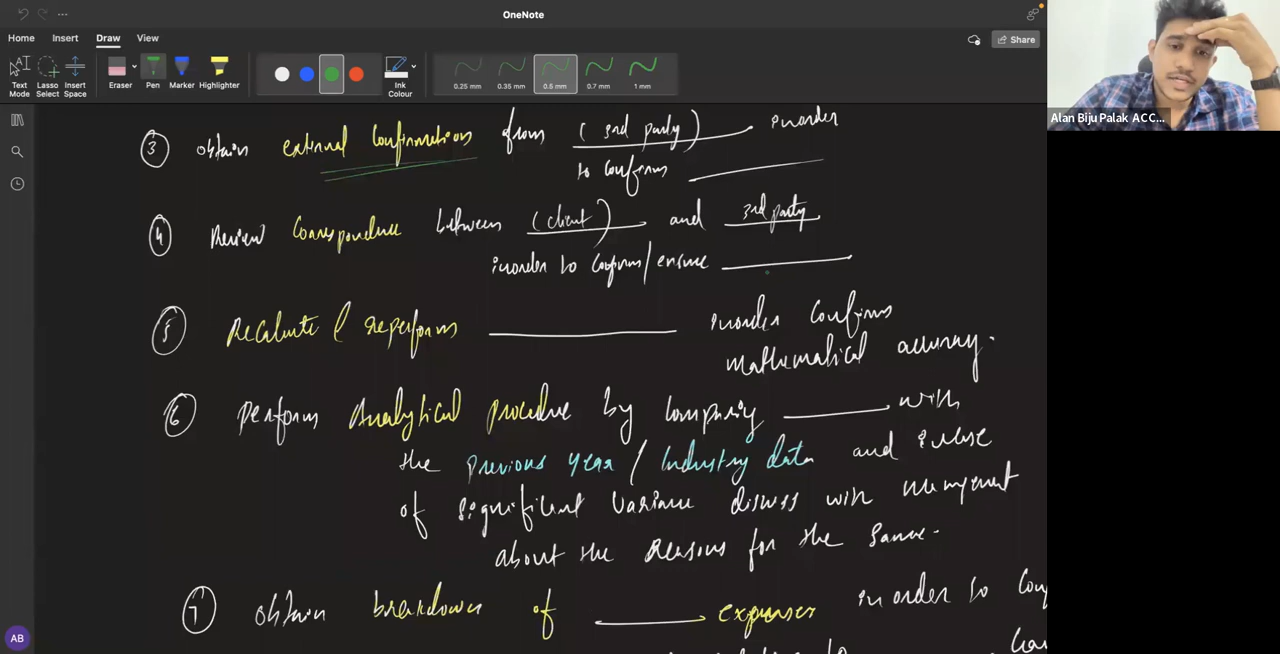 OneNote
Home Insert Draw View
Share
Text Mode
Lasso Select
Insert Space
Eraser
Pen
Marker
Highlighter
Ink Colour
0.25 mm
0.35 mm
0.5 mm
0.7 mm
1 mm
Alan Biju Palak ACC...
③ obtain external confirmations from (3rd party) inorder
to confirm
④ Review Correspondence between (client) and 3rd party
inorder to confirm/ensure
⑤ Recalculate & reperform inorder confirm
mathematical accuracy.
⑥ perform Analytical procedure by comparing with
the previous year / Industry data and incase
of significant variance discuss with management
about the reasons for the same.
⑦ obtain breakdown of expenses in order to
AB